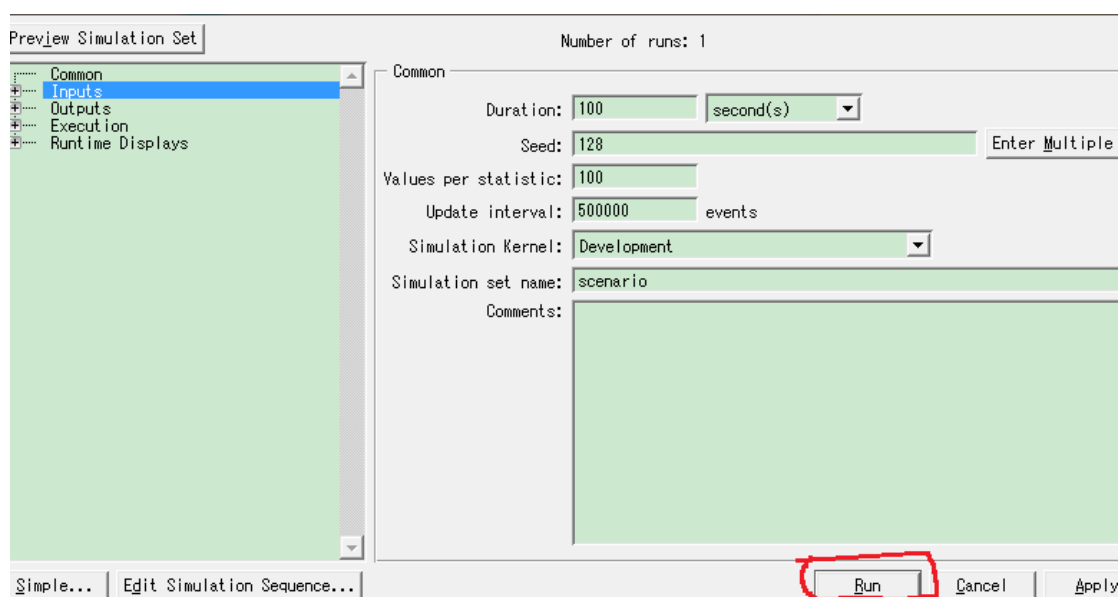 Preview Simulation Set
Number of runs: 1
Common
Inputs
Outputs
Execution
Runtime Displays
Common
Duration: 100 second(s)
Seed: 128 Enter Multiple
Values per statistic: 100
Update interval: 500000 events
Simulation Kernel: Development
Simulation set name: scenario
Comments:
Simple... Edit Simulation Sequence... Run Cancel Apply